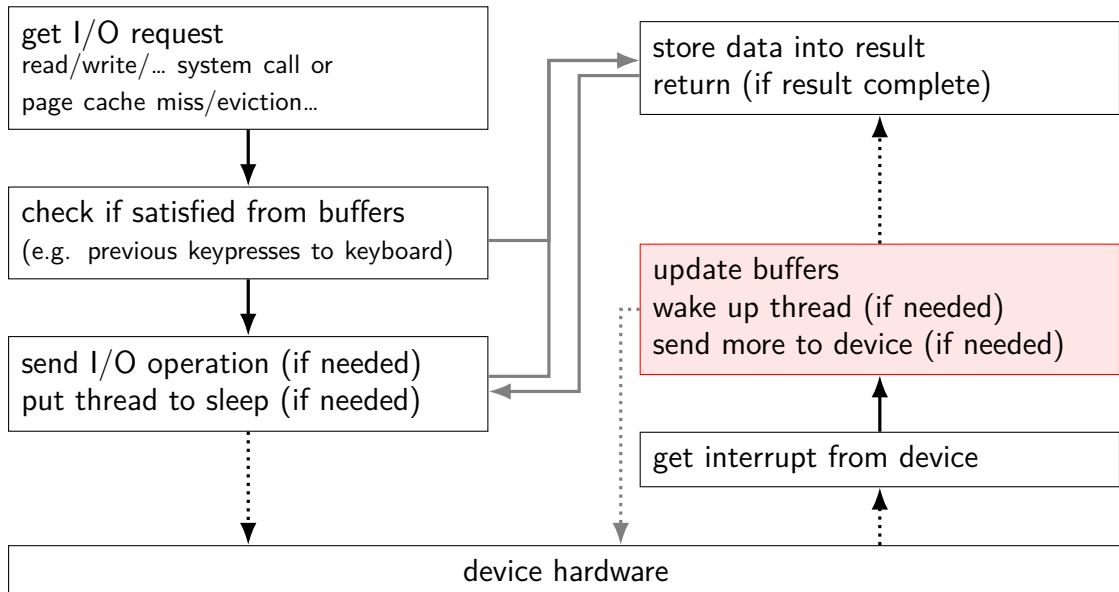 get I/O request
read/write/… system call or
page cache miss/eviction…
check if satisfied from buffers
(e.g. previous keypresses to keyboard)
send I/O operation (if needed)
put thread to sleep (if needed)
store data into result
return (if result complete)
update buffers
wake up thread (if needed)
send more to device (if needed)
get interrupt from device
device hardware